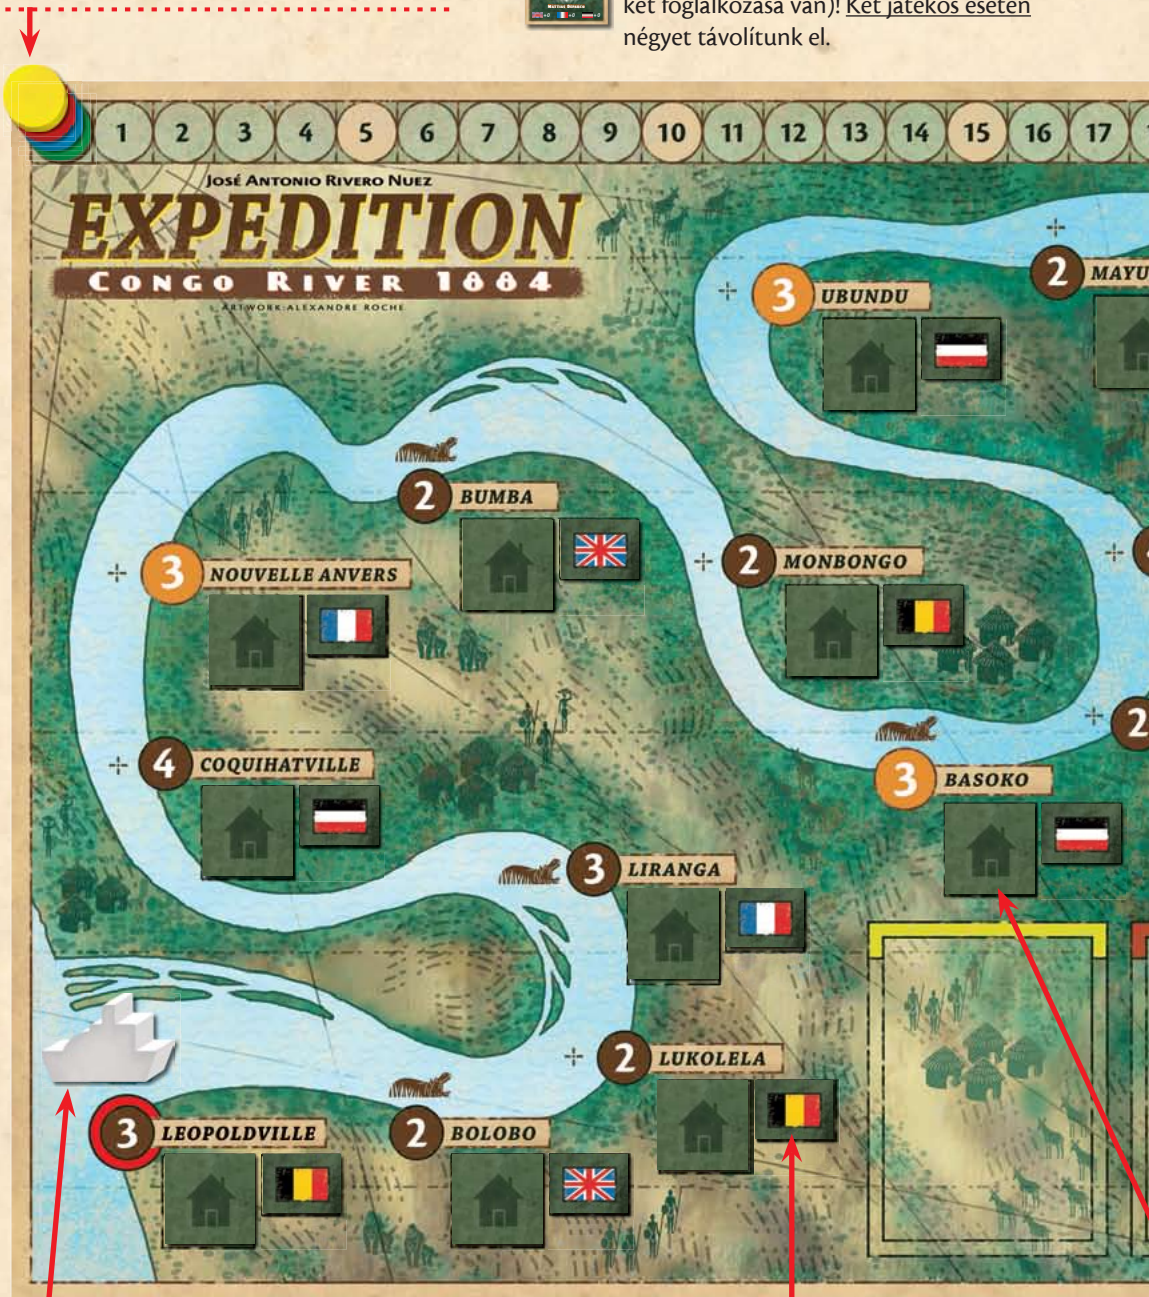 két foglalkozása van)! Két játékos esetén
négyet távolítunk el.
1 2 3 4 5 6 7 8 9 10 11 12 13 14 15 16 17
JOSÉ ANTONIO RIVERO NUEZ
EXPEDITION
CONGO RIVER 1884
ARTWORK: ALEXANDRE ROCHE
2 MAYU
3 UBUNDU
2 BUMBA
2 MONBONGO
3 NOUVELLE ANVERS
2
4 COQUIHATVILLE
3 BASOKO
3 LIRANGA
2 LUKOLELA
3 LEOPOLDVILLE
2 BOLOBO